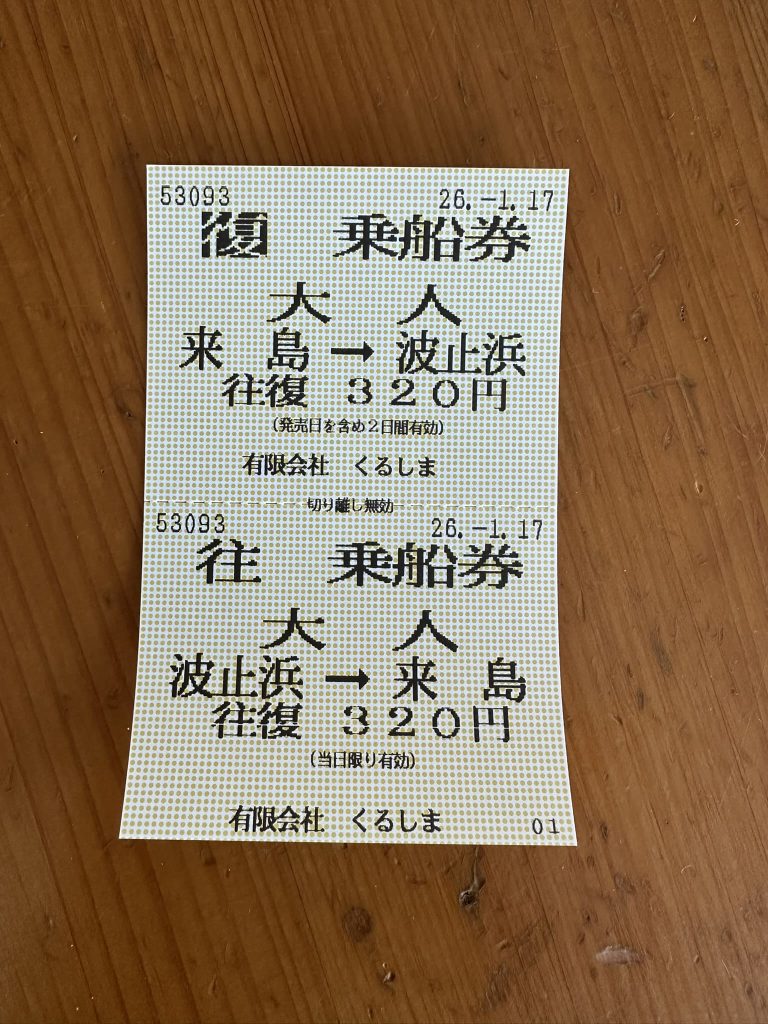 53093 26.-1.17
復 乗船券
大 人
来 島 → 波止浜
往復 320円
(発売日を含め2日間有効)
有限会社 くるしま
切り離し無効
53093 26.-1.17
往 乗船券
大 人
波止浜 → 来 島
往復 320円
(当日限り有効)
有限会社 くるしま 01